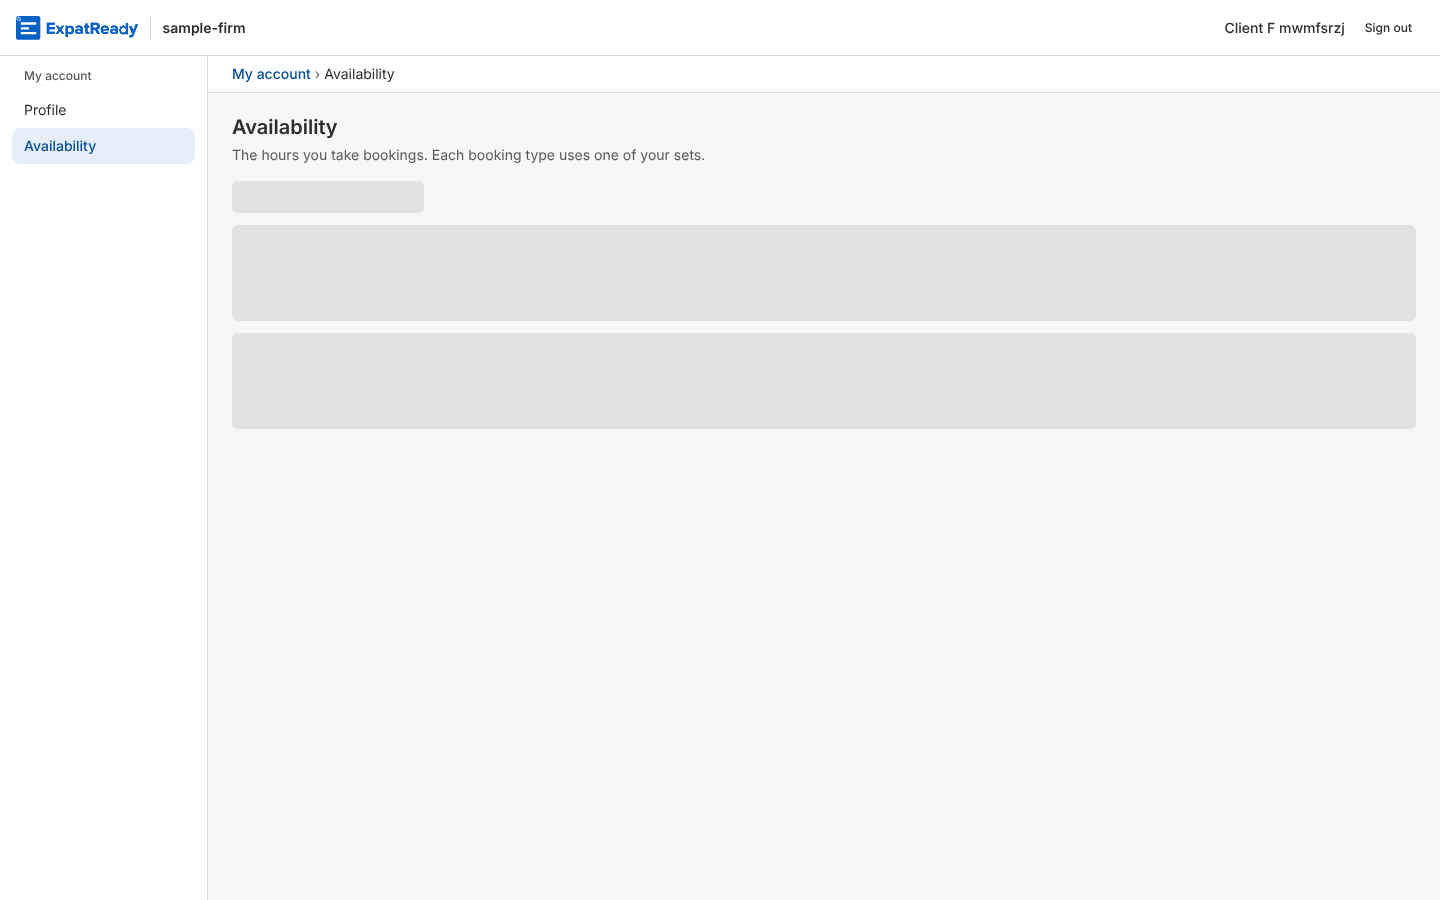 ExpatReady sample-firm Client F mwmfsrzj Sign out
My account
Profile
Availability
My account › Availability
Availability
The hours you take bookings. Each booking type uses one of your sets.